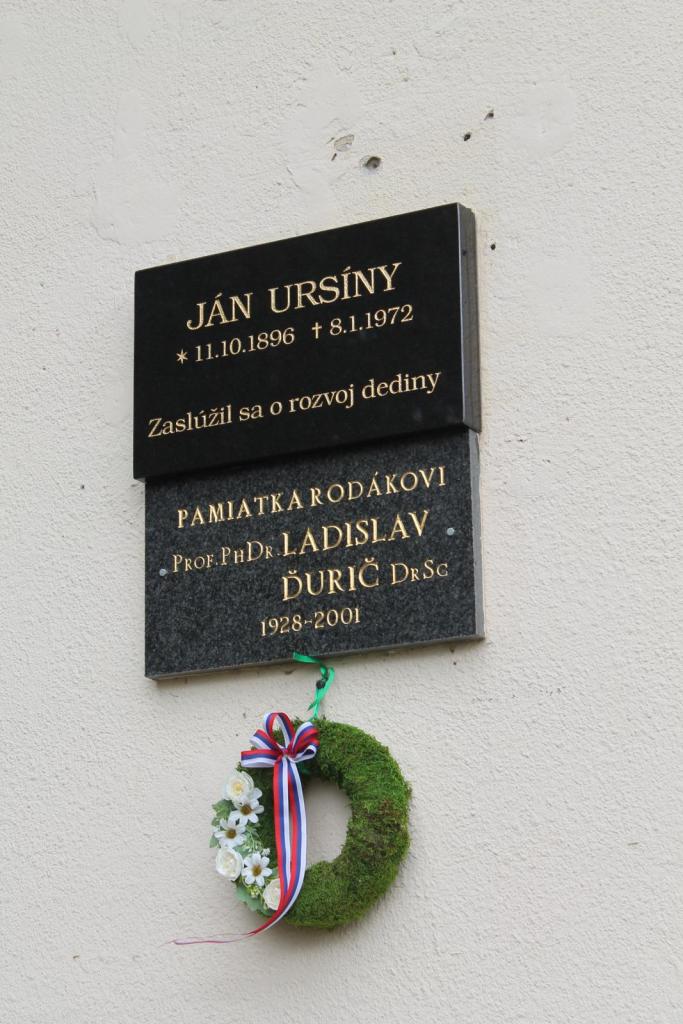 JÁN URSÍNY
* 11.10.1896 † 8.1.1972
Zaslúžil sa o rozvoj dediny
PAMIATKA RODÁKOVI
PROF. PHDR. LADISLAV
ĎURIČ DRSC
1928-2001